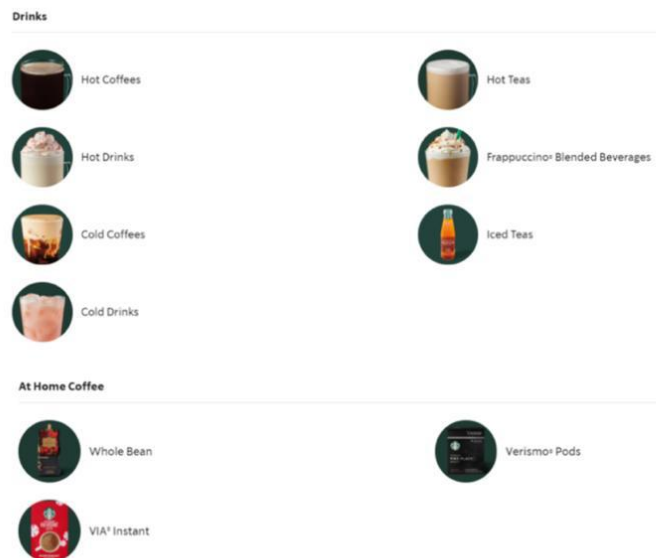 Drinks
Hot Coffees
Hot Teas
Hot Drinks
Frappuccino® Blended Beverages
Cold Coffees
Iced Teas
Cold Drinks
At Home Coffee
Whole Bean
Verismo® Pods
VIA® Instant